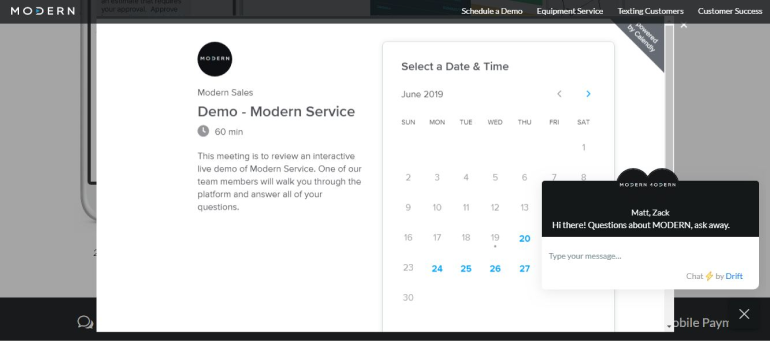 MODERN
Schedule a Demo
Equipment Service
Testing Customers
Customer Success
your approval. Approve
powered
by Calendly
MODERN
Modern Sales
Demo - Modern Service
60 min
This meeting is to review an interactive
live demo of Modern Service. One of our
team members will walk you through the
platform and answer all of your
questions.
Select a Date & Time
June 2019
SUN MON TUE WED THU FRI SAT
1
2 3 4 5 6 7 8
9 10 11 12 13
16 17 18 19 20
23 24 25 26 27
30
Matt, Zack
Hi there! Questions about MODERN, ask away.
Type your message...
Chat ⚡ by Drift